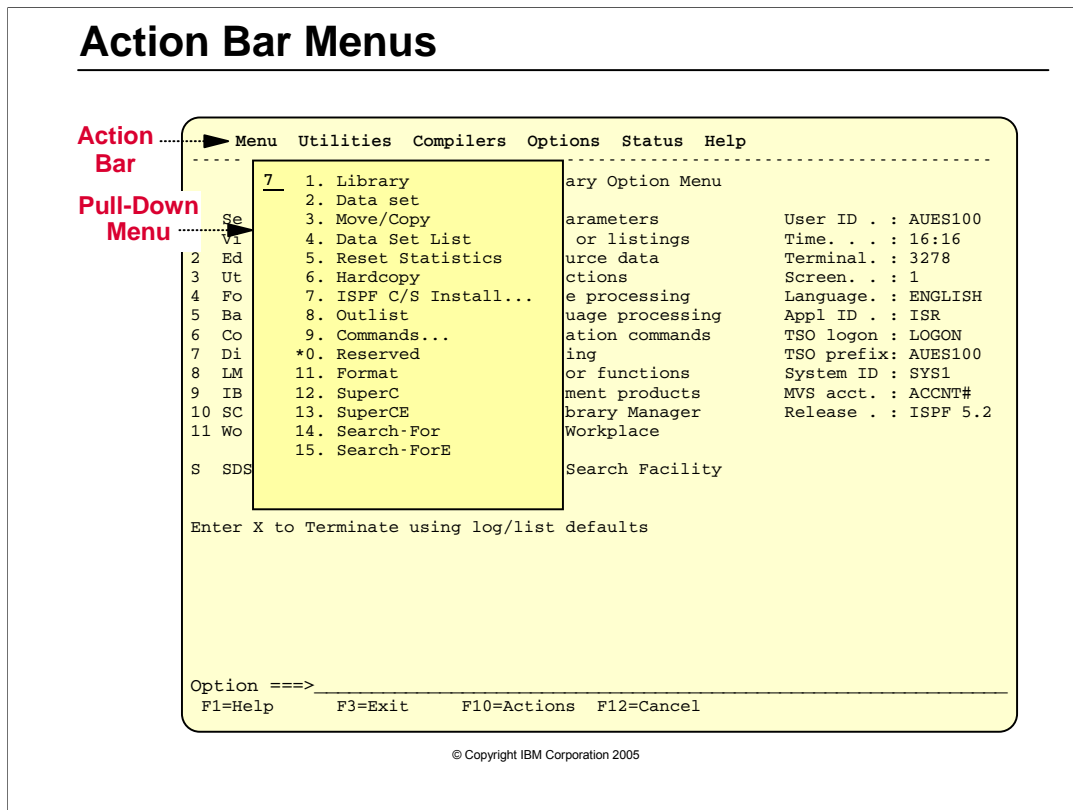 Action Bar Menus
Action Bar
Menu Utilities Compilers Options Status Help
7 1. Library ary Option Menu
2. Data set
Pull-Down Menu
Se 3. Move/Copy arameters User ID . : AUES100
Vi 4. Data Set List or listings Time. . . : 16:16
2 Ed 5. Reset Statistics urce data Terminal. : 3278
3 Ut 6. Hardcopy ctions Screen. . : 1
4 Fo 7. ISPF C/S Install... e processing Language. : ENGLISH
5 Ba 8. Outlist uage processing Appl ID . : ISR
6 Co 9. Commands... ation commands TSO logon : LOGON
7 Di *0. Reserved ing TSO prefix: AUES100
8 LM 11. Format or functions System ID : SYS1
9 IB 12. SuperC ment products MVS acct. : ACCNT#
10 SC 13. SuperCE brary Manager Release . : ISPF 5.2
11 Wo 14. Search-For Workplace
15. Search-ForE
S SDS Search Facility
Enter X to Terminate using log/list defaults
Option ===>
F1=Help F3=Exit F10=Actions F12=Cancel
© Copyright IBM Corporation 2005